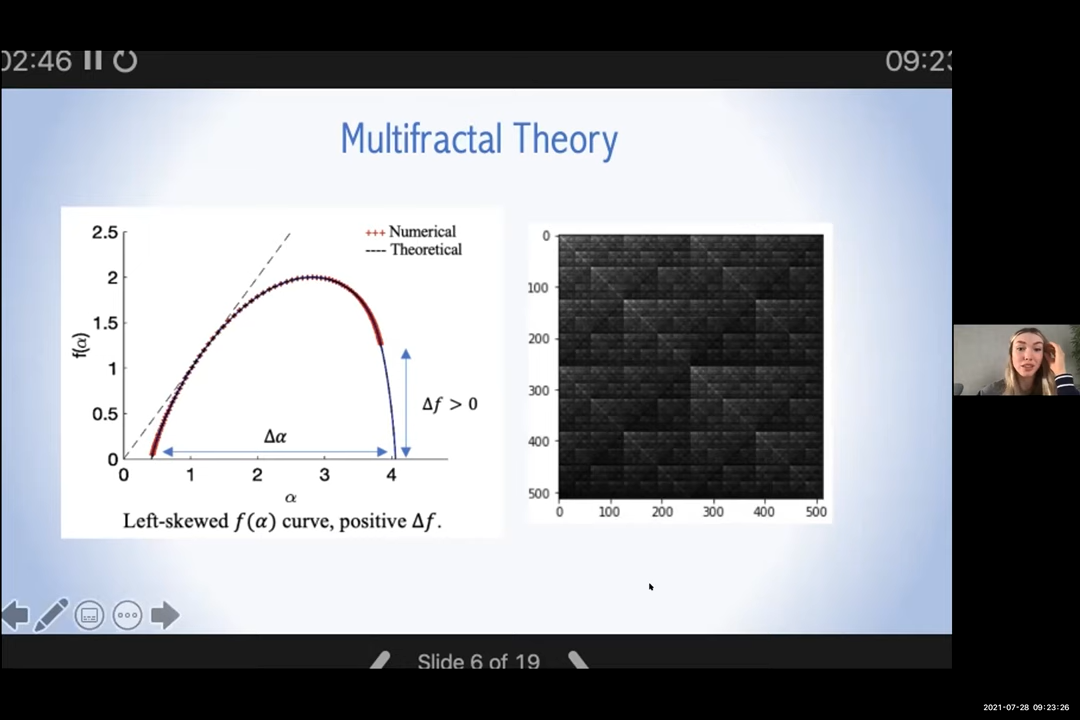 02:46
09:23
Multifractal Theory
2.5
2
1.5
1
0.5
0
f(α)
+++ Numerical
---- Theoretical
Δf > 0
Δα
0 1 2 3 4
α
Left-skewed f(α) curve, positive Δf.
0
100
200
300
400
500
0 100 200 300 400 500
Slide 6 of 19
2021-07-28 09:23:26